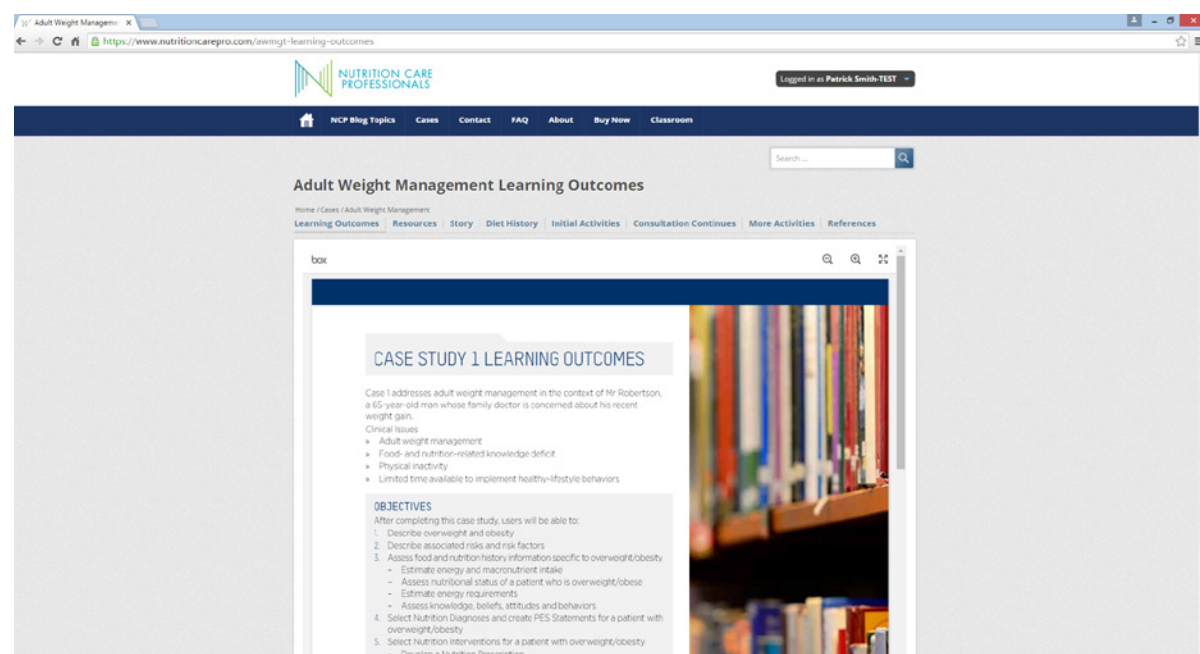 Adult Weight Manageme
https://www.nutritioncarepro.com/awmgt-learning-outcomes
NUTRITION CARE
PROFESSIONALS
Logged in as Patrick Smith-TEST
NCP Blog Topics Cases Contact FAQ About Buy Now Classroom
Search ...
Adult Weight Management Learning Outcomes
Home / Cases / Adult Weight Management
Learning Outcomes Resources Story Diet History Initial Activities Consultation Continues More Activities References
box
CASE STUDY 1 LEARNING OUTCOMES
Case 1 addresses adult weight management in the context of Mr Robertson,
a 65-year-old man whose family doctor is concerned about his recent
weight gain.
Clinical Issues
» Adult weight management
» Food- and nutrition-related knowledge deficit
» Physical inactivity
» Limited time available to implement healthy-lifestyle behaviors
OBJECTIVES
After completing this case study, users will be able to:
1. Describe overweight and obesity
2. Describe associated risks and risk factors
3. Assess food and nutrition history information specific to overweight/obesity
- Estimate energy and macronutrient intake
- Assess nutritional status of a patient who is overweight/obese
- Estimate energy requirements
- Assess knowledge, beliefs, attitudes and behaviors
4. Select Nutrition Diagnoses and create PES Statements for a patient with
overweight/obesity
5. Select Nutrition Interventions for a patient with overweight/obesity
- Develop a Nutrition Prescription